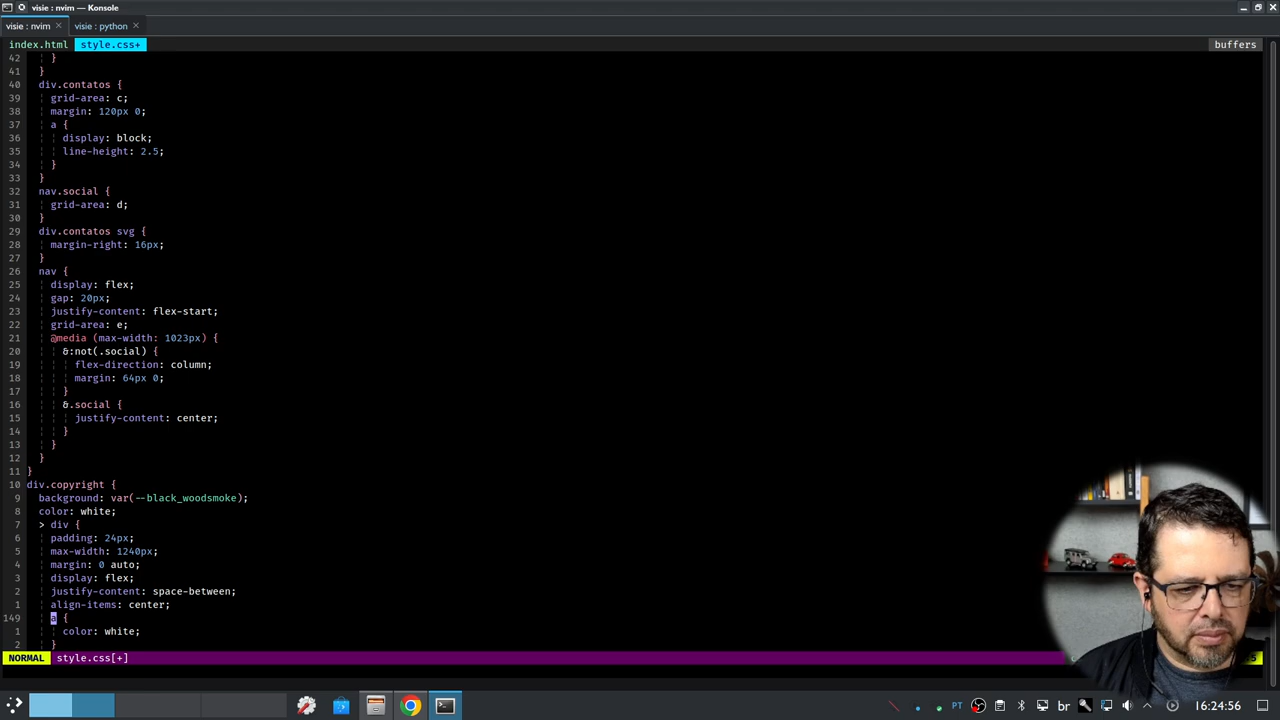 visie : nvim — Konsole
visie : nvim
visie : python
index.html style.css+ buffers
42 }
41 }
40 div.contatos {
39 grid-area: c;
38 margin: 120px 0;
37 a {
36 display: block;
35 line-height: 2.5;
34 }
33 }
32 nav.social {
31 grid-area: d;
30 }
29 div.contatos svg {
28 margin-right: 16px;
27 }
26 nav {
25 display: flex;
24 gap: 20px;
23 justify-content: flex-start;
22 grid-area: e;
21 @media (max-width: 1023px) {
20 &:not(.social) {
19 flex-direction: column;
18 margin: 64px 0;
17 }
16 &.social {
15 justify-content: center;
14 }
13 }
12 }
11 }
10 div.copyright {
9 background: var(--black_woodsmoke);
8 color: white;
7 > div {
6 padding: 24px;
5 max-width: 1240px;
4 margin: 0 auto;
3 display: flex;
2 justify-content: space-between;
1 align-items: center;
149 a {
1 color: white;
2 }
NORMAL style.css[+]
PT br 16:24:56